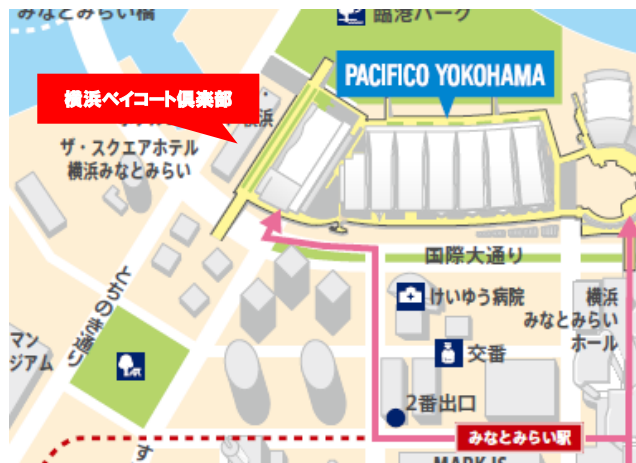 みなとみらい橋
臨港パーク
PACIFICO YOKOHAMA
横浜ベイコート倶楽部
横浜
ザ・スクエアホテル
横浜みなとみらい
国際大通り
とちのき通り
けいゆう病院
横浜
みなとみらい
ホール
マン
ジアム
交番
2番出口
みなとみらい駅
す
MARK IS